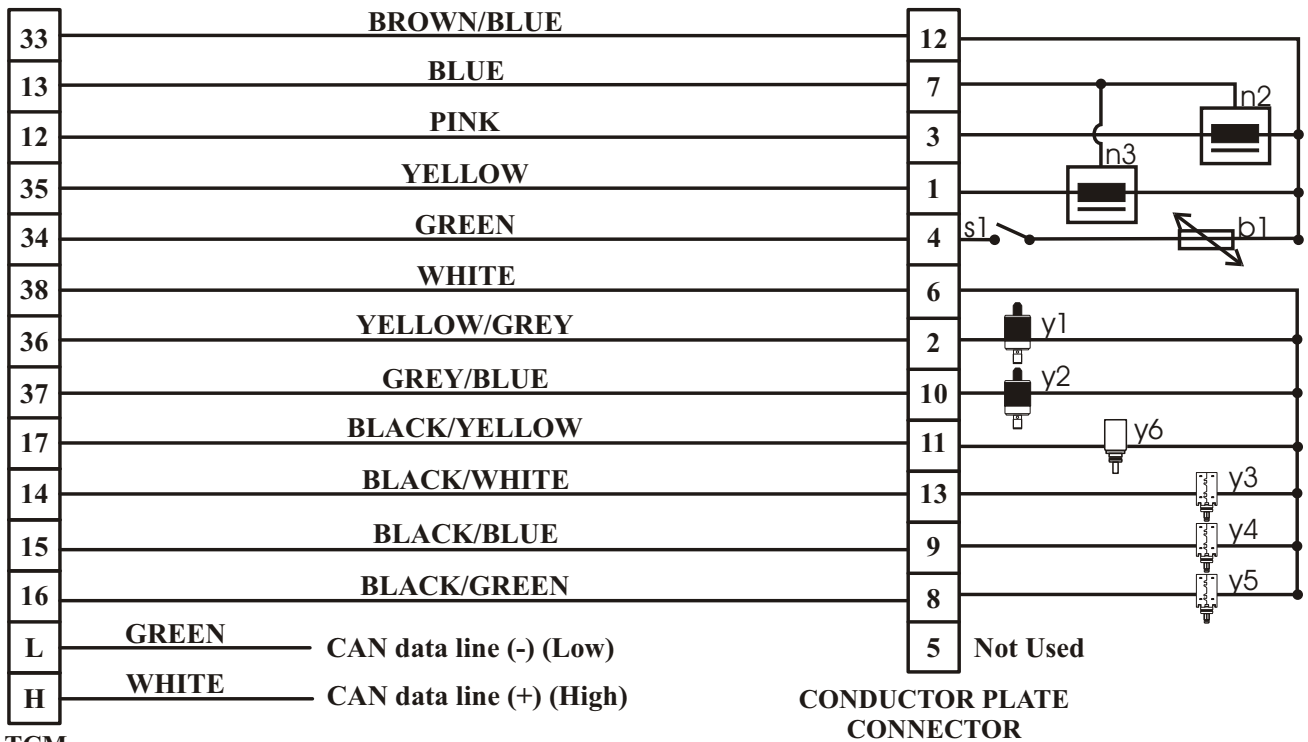 33 BROWN/BLUE 12
13 BLUE 7 n2
12 PINK 3
n3
35 YELLOW 1
34 GREEN 4 s1 b1
38 WHITE 6
36 YELLOW/GREY 2 y1
37 GREY/BLUE 10 y2
17 BLACK/YELLOW 11 y6
14 BLACK/WHITE 13 y3
15 BLACK/BLUE 9 y4
16 BLACK/GREEN 8 y5
L GREEN CAN data line (-) (Low) 5 Not Used
H WHITE CAN data line (+) (High)
CONDUCTOR PLATE
CONNECTOR
TCM